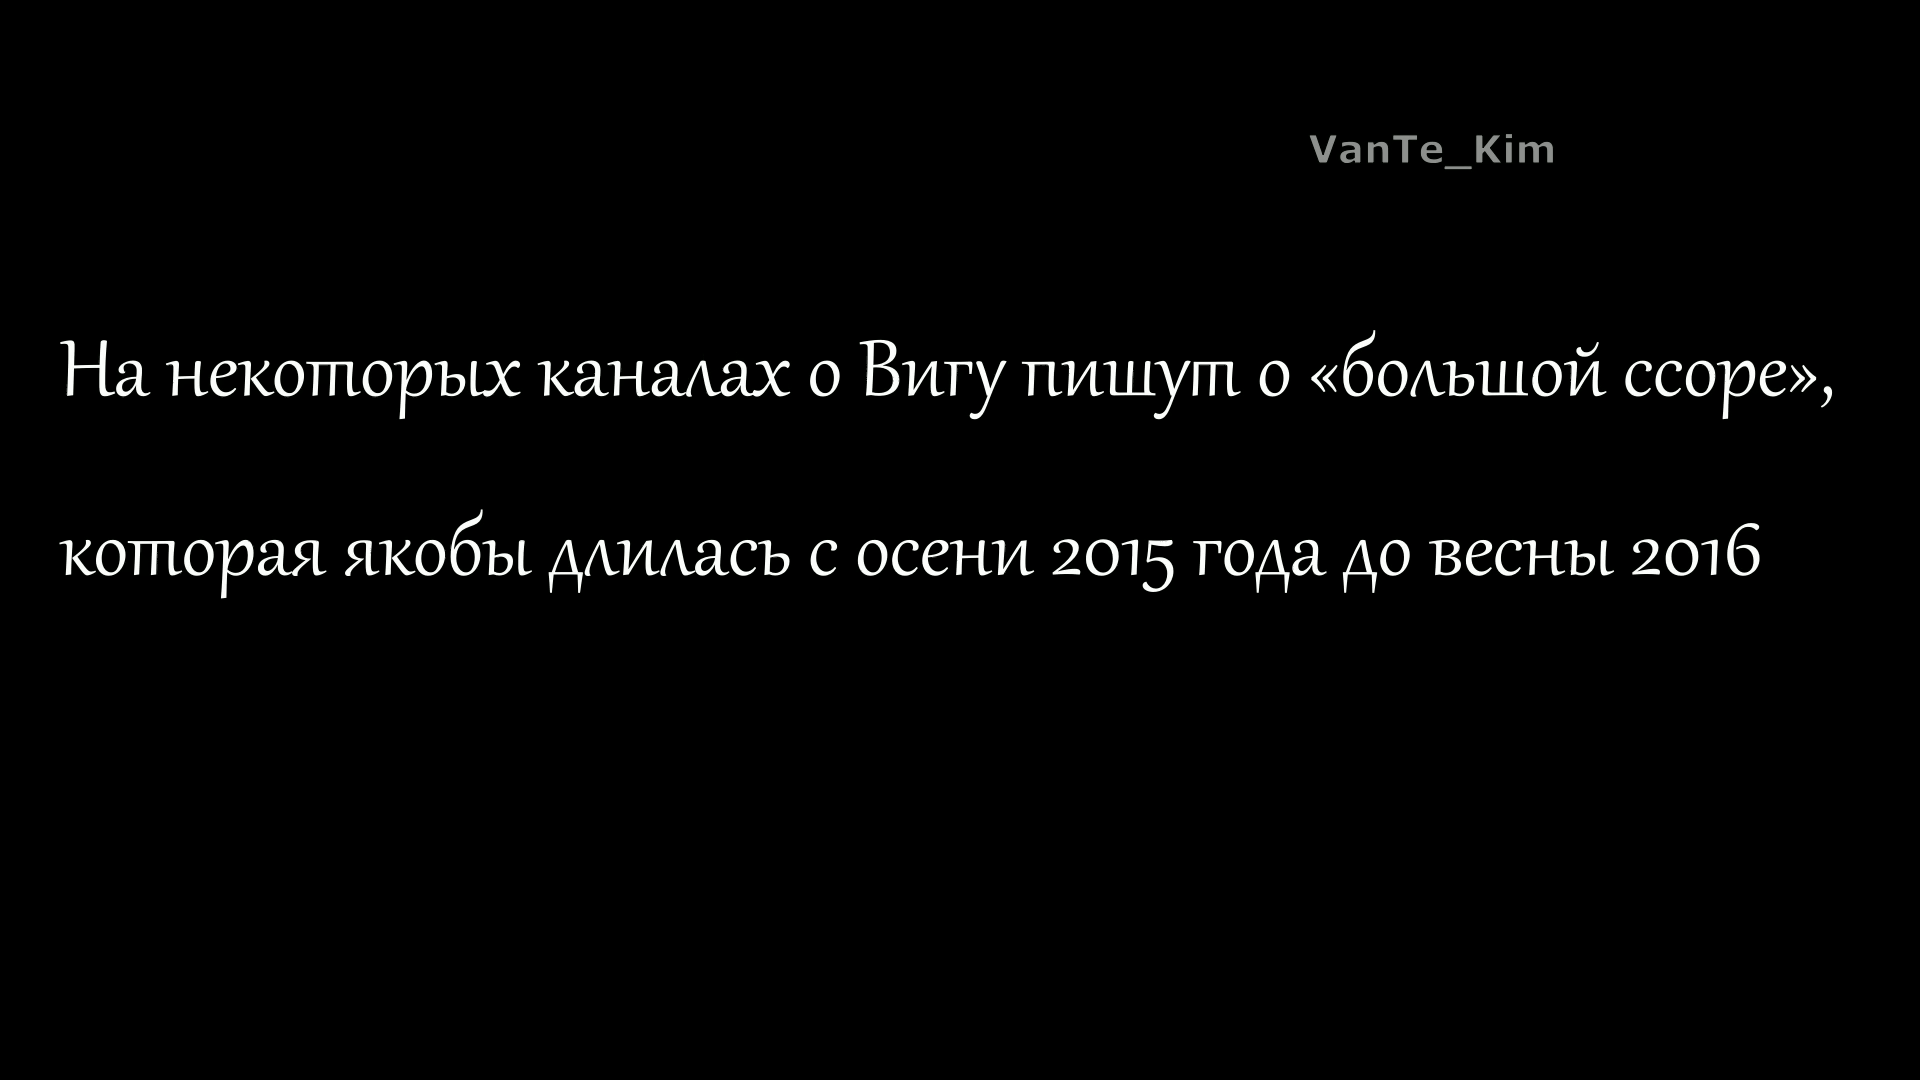 VanTe_Kim
На некоторых каналах о Вигу пишут о «большой ссоре»,
которая якобы длилась с осени 2015 года до весны 2016